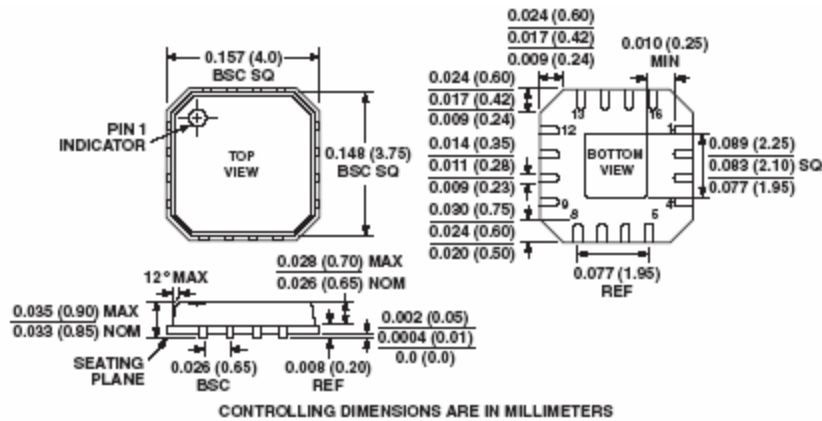 0.157 (4.0)
BSC SQ
PIN 1
INDICATOR
TOP
VIEW
0.148 (3.75)
BSC SQ
0.024 (0.60)
0.017 (0.42)
0.009 (0.24)
0.010 (0.25)
MIN
0.024 (0.60)
0.017 (0.42)
0.009 (0.24)
0.014 (0.35)
0.011 (0.28)
0.009 (0.23)
0.030 (0.75)
0.024 (0.60)
0.020 (0.50)
13
16
12
1
BOTTOM
VIEW
9
4
8
5
0.089 (2.25)
0.083 (2.10) SQ
0.077 (1.95)
0.077 (1.95)
REF
12° MAX
0.028 (0.70) MAX
0.026 (0.65) NOM
0.035 (0.90) MAX
0.033 (0.85) NOM
SEATING
PLANE
0.026 (0.65)
BSC
0.008 (0.20)
REF
0.002 (0.05)
0.0004 (0.01)
0.0 (0.0)
CONTROLLING DIMENSIONS ARE IN MILLIMETERS